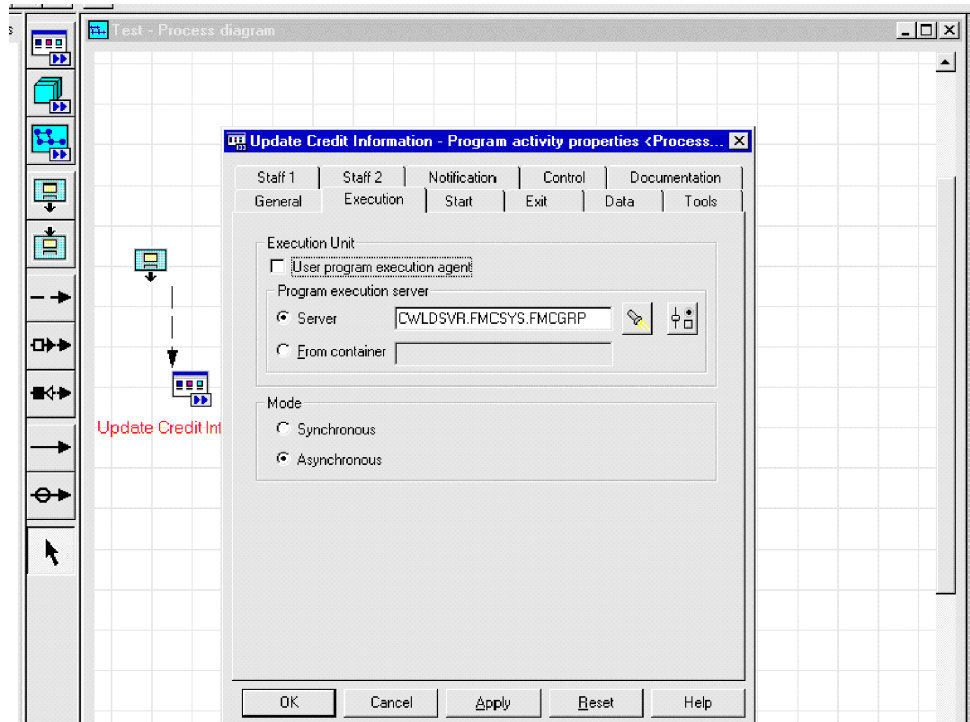 Test - Process diagram
Update Credit Information - Program activity properties <Process...
Staff 1 Staff 2 Notification Control Documentation
General Execution Start Exit Data Tools
Execution Unit
User program execution agent
Program execution server
Server CWLDSVR.FMCSYS.FMCGRP
From container
Mode
Synchronous
Asynchronous
Update Credit Inf
OK Cancel Apply Reset Help